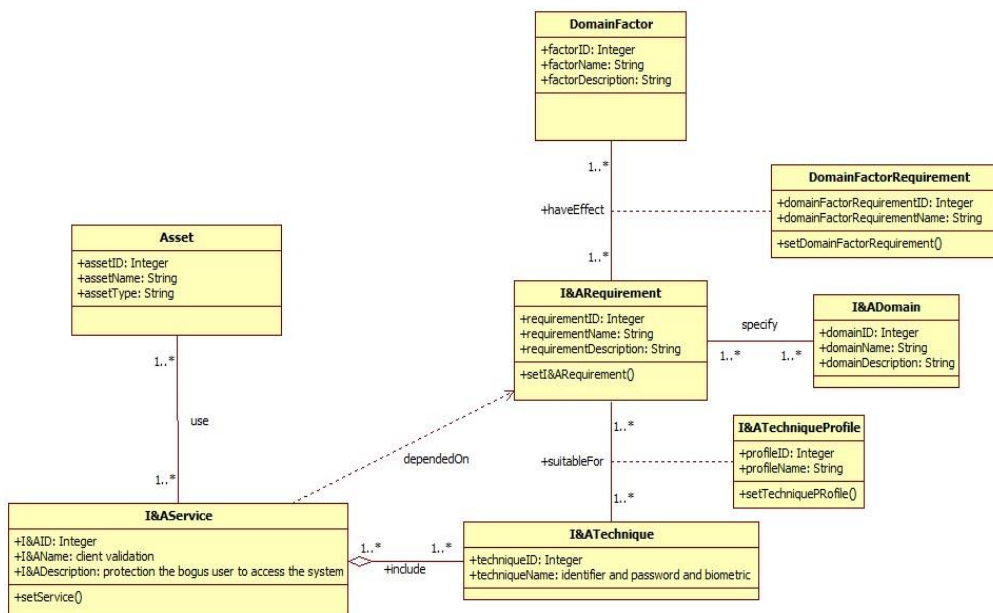 DomainFactor
+factorID: Integer
+factorName: String
+factorDescription: String
1..*
+haveEffect
1..*
DomainFactorRequirement
+domainFactorRequirementID: Integer
+domainFactorRequirementName: String
+setDomainFactorRequirement()
Asset
+assetID: Integer
+assetName: String
+assetType: String
1..*
use
1..*
I&ARequirement
+requirementID: Integer
+requirementName: String
+requirementDescription: String
+setI&ARequirement()
specify
1..*
1..*
I&ADomain
+domainID: Integer
+domainName: String
+domainDescription: String
dependedOn
1..*
+suitableFor
1..*
I&ATechniqueProfile
+profileID: Integer
+profileName: String
+setTechniquePRofile()
I&AService
+I&AID: Integer
+I&AName: client validation
+I&ADescription: protection the bogus user to access the system
+setService()
1..*
1..*
+include
I&ATechnique
+techniqueID: Integer
+techniqueName: identifier and password and biometric